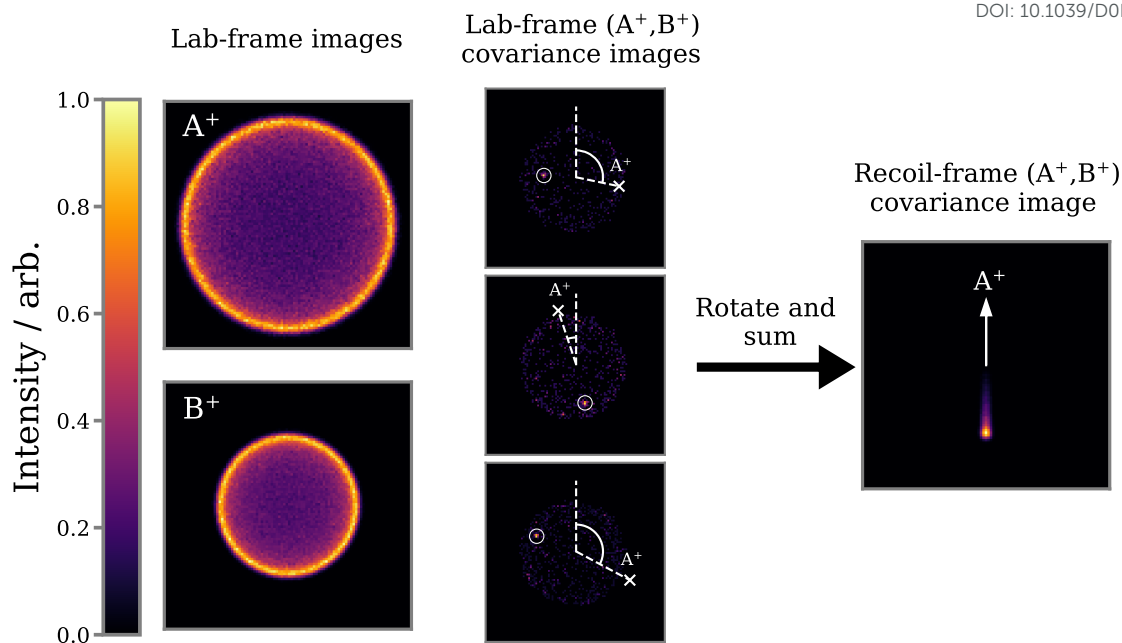 DOI: 10.1039/D0
Lab-frame images
Lab-frame (A⁺,B⁺)
covariance images
Recoil-frame (A⁺,B⁺)
covariance image
Intensity / arb.
1.0
0.8
0.6
0.4
0.2
0.0
A⁺
B⁺
A⁺
A⁺
A⁺
Rotate and
sum
A⁺